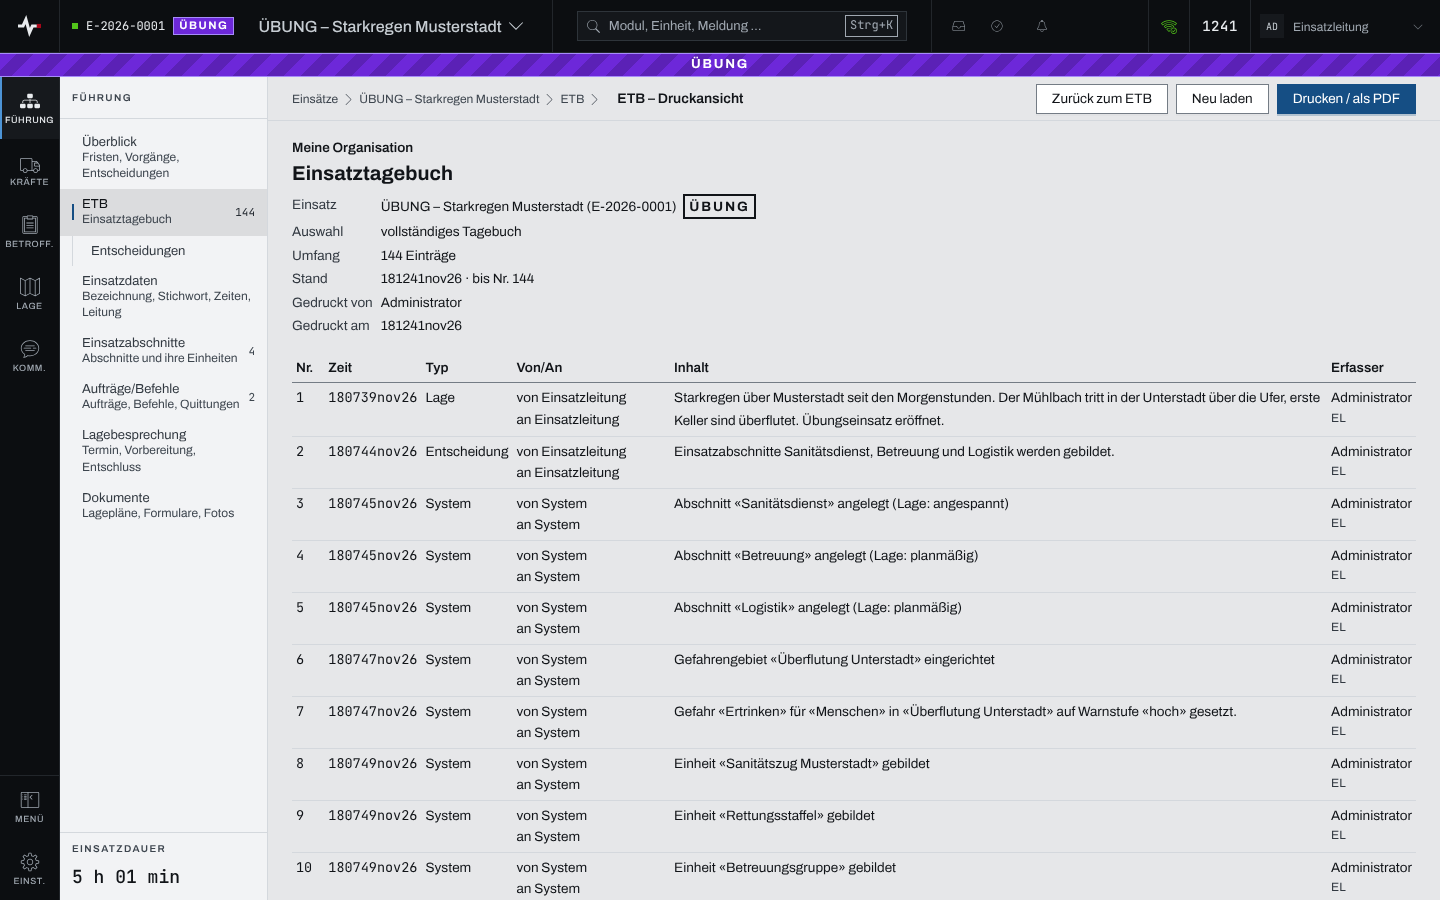 E-2026-0001 ÜBUNG ÜBUNG – Starkregen Musterstadt Modul, Einheit, Meldung ... Strg+K 1241 AD Einsatzleitung
ÜBUNG
FÜHRUNG
KRÄFTE
BETROFF.
LAGE
KOMM.
MENÜ
EINST.
FÜHRUNG
Überblick
Fristen, Vorgänge,
Entscheidungen
ETB
Einsatztagebuch 144
Entscheidungen
Einsatzdaten
Bezeichnung, Stichwort, Zeiten,
Leitung
Einsatzabschnitte
Abschnitte und ihre Einheiten 4
Aufträge/Befehle
Aufträge, Befehle, Quittungen 2
Lagebesprechung
Termin, Vorbereitung,
Entschluss
Dokumente
Lagepläne, Formulare, Fotos
EINSATZDAUER
5 h 01 min
Einsätze ÜBUNG – Starkregen Musterstadt ETB ETB – Druckansicht Zurück zum ETB Neu laden Drucken / als PDF
Meine Organisation
Einsatztagebuch
Einsatz ÜBUNG – Starkregen Musterstadt (E-2026-0001) ÜBUNG
Auswahl vollständiges Tagebuch
Umfang 144 Einträge
Stand 181241nov26 · bis Nr. 144
Gedruckt von Administrator
Gedruckt am 181241nov26
Nr. Zeit Typ Von/An Inhalt Erfasser
1 180739nov26 Lage von Einsatzleitung Starkregen über Musterstadt seit den Morgenstunden. Der Mühlbach tritt in der Unterstadt über die Ufer, erste Administrator
an Einsatzleitung Keller sind überflutet. Übungseinsatz eröffnet. EL
2 180744nov26 Entscheidung von Einsatzleitung Einsatzabschnitte Sanitätsdienst, Betreuung und Logistik werden gebildet. Administrator
an Einsatzleitung EL
3 180745nov26 System von System Abschnitt «Sanitätsdienst» angelegt (Lage: angespannt) Administrator
an System EL
4 180745nov26 System von System Abschnitt «Betreuung» angelegt (Lage: planmäßig) Administrator
an System EL
5 180745nov26 System von System Abschnitt «Logistik» angelegt (Lage: planmäßig) Administrator
an System EL
6 180747nov26 System von System Gefahrengebiet «Überflutung Unterstadt» eingerichtet Administrator
an System EL
7 180747nov26 System von System Gefahr «Ertrinken» für «Menschen» in «Überflutung Unterstadt» auf Warnstufe «hoch» gesetzt. Administrator
an System EL
8 180749nov26 System von System Einheit «Sanitätszug Musterstadt» gebildet Administrator
an System EL
9 180749nov26 System von System Einheit «Rettungsstaffel» gebildet Administrator
an System EL
10 180749nov26 System von System Einheit «Betreuungsgruppe» gebildet Administrator
an System EL